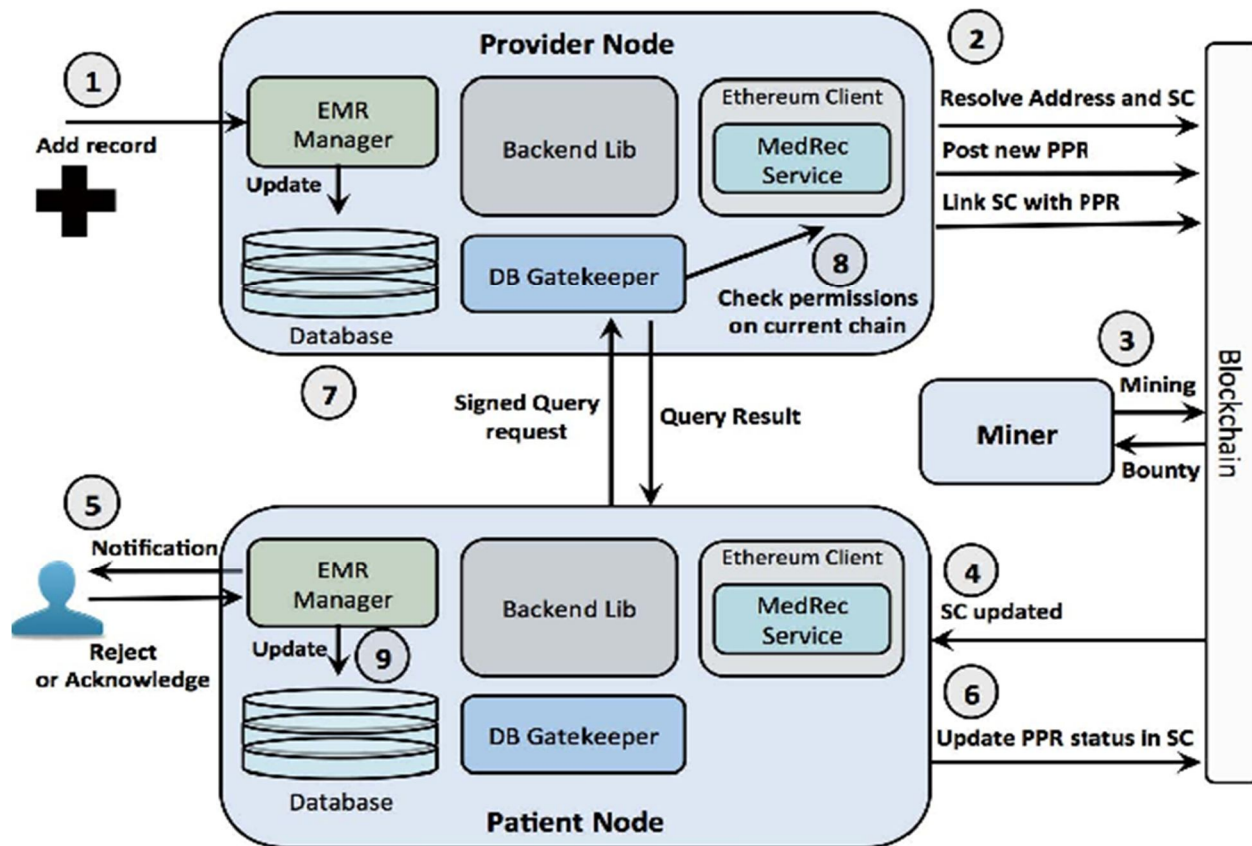 Provider Node
1
Add record
EMR
Manager
Update
Database
Backend Lib
DB Gatekeeper
Ethereum Client
MedRec
Service
8
Check permissions
on current chain
2
Resolve Address and SC
Post new PPR
Link SC with PPR
Blockchain
3
Mining
Miner
Bounty
7
Signed Query
request
Query Result
5
Notification
Reject
or Acknowledge
EMR
Manager
Update
9
Database
Backend Lib
DB Gatekeeper
Ethereum Client
MedRec
Service
4
SC updated
6
Update PPR status in SC
Patient Node